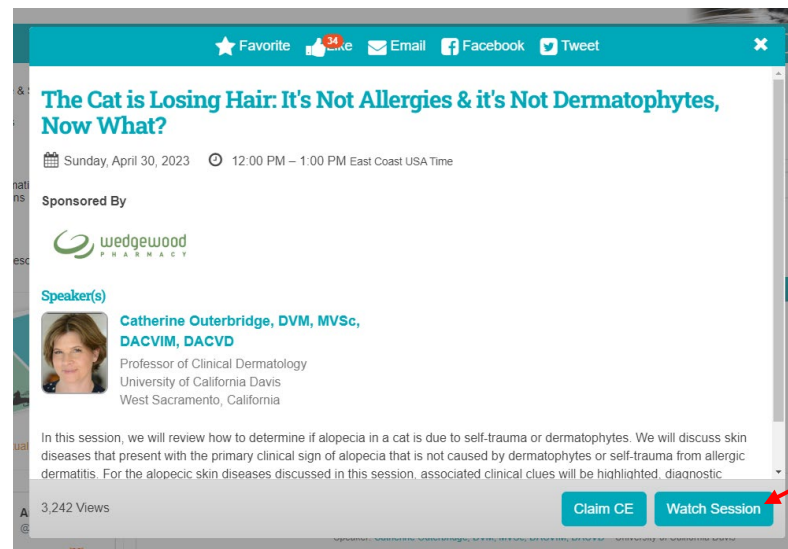 Favorite 34 Like Email Facebook Tweet
The Cat is Losing Hair: It's Not Allergies & it's Not Dermatophytes,
Now What?
Sunday, April 30, 2023 12:00 PM – 1:00 PM East Coast USA Time
Sponsored By
wedgewood
PHARMACY
Speaker(s)
Catherine Outerbridge, DVM, MVSc,
DACVIM, DACVD
Professor of Clinical Dermatology
University of California Davis
West Sacramento, California
In this session, we will review how to determine if alopecia in a cat is due to self-trauma or dermatophytes. We will discuss skin
diseases that present with the primary clinical sign of alopecia that is not caused by dermatophytes or self-trauma from allergic
dermatitis. For the alopecic skin diseases discussed in this session, associated clinical clues will be highlighted, diagnostic
3,242 Views Claim CE Watch Session